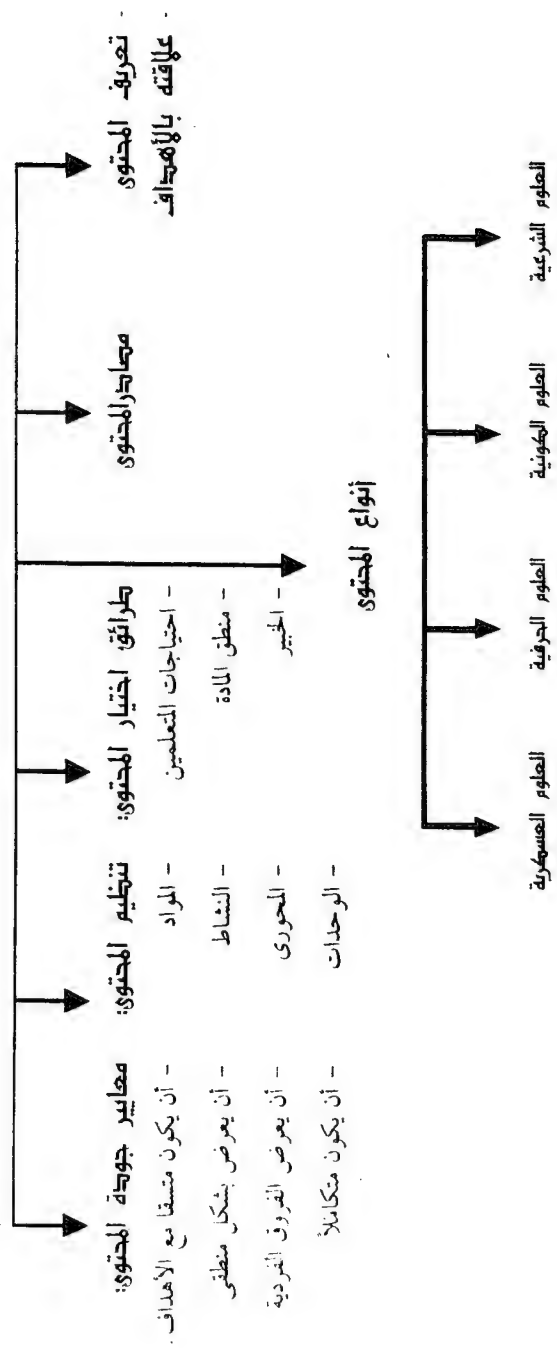 - تعريف المحتوى
- علاقته بالأهداف
مصادر المحتوى
طرائق اختيار المحتوى:
- احتياجات المتعلمين
- منطق المادة
- الخبير
تنظيم المحتوى:
- المواد
- النشاط
- المحورى
- الوحدات
معايير جودة المحتوى:
- أن يكون متسقا مع الأهداف .
- أن يعرض بشكل منطقى
- أن يعرض الفروق الفردية
- أن يكون متكاملاً
أنواع المحتوى
العلوم الشرعية
العلوم الكونية
العلوم الحرفية
العلوم العسكرية